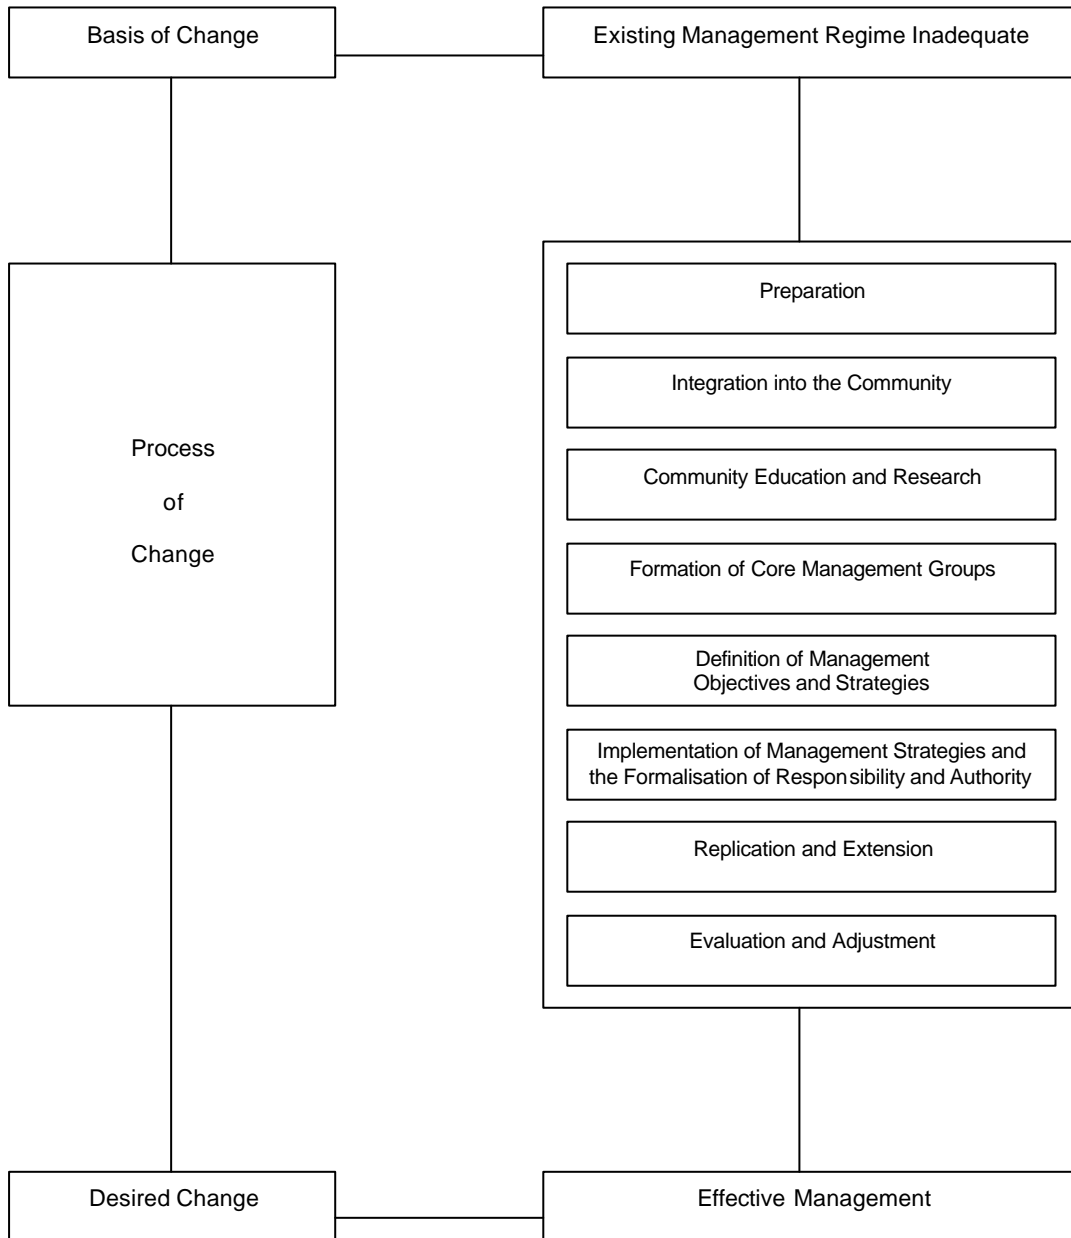 Basis of Change
Existing Management Regime Inadequate
Process
of
Change
Preparation
Integration into the Community
Community Education and Research
Formation of Core Management Groups
Definition of Management
Objectives and Strategies
Implementation of Management Strategies and
the Formalisation of Responsibility and Authority
Replication and Extension
Evaluation and Adjustment
Desired Change
Effective Management